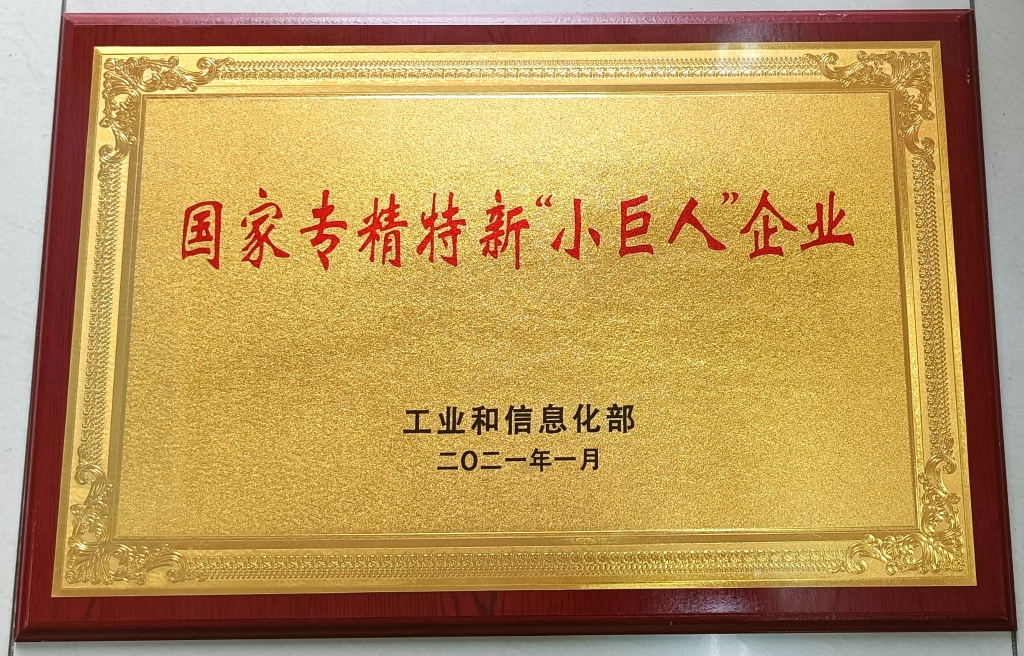 国家专精特新“小巨人”企业
工业和信息化部
二〇二一年一月